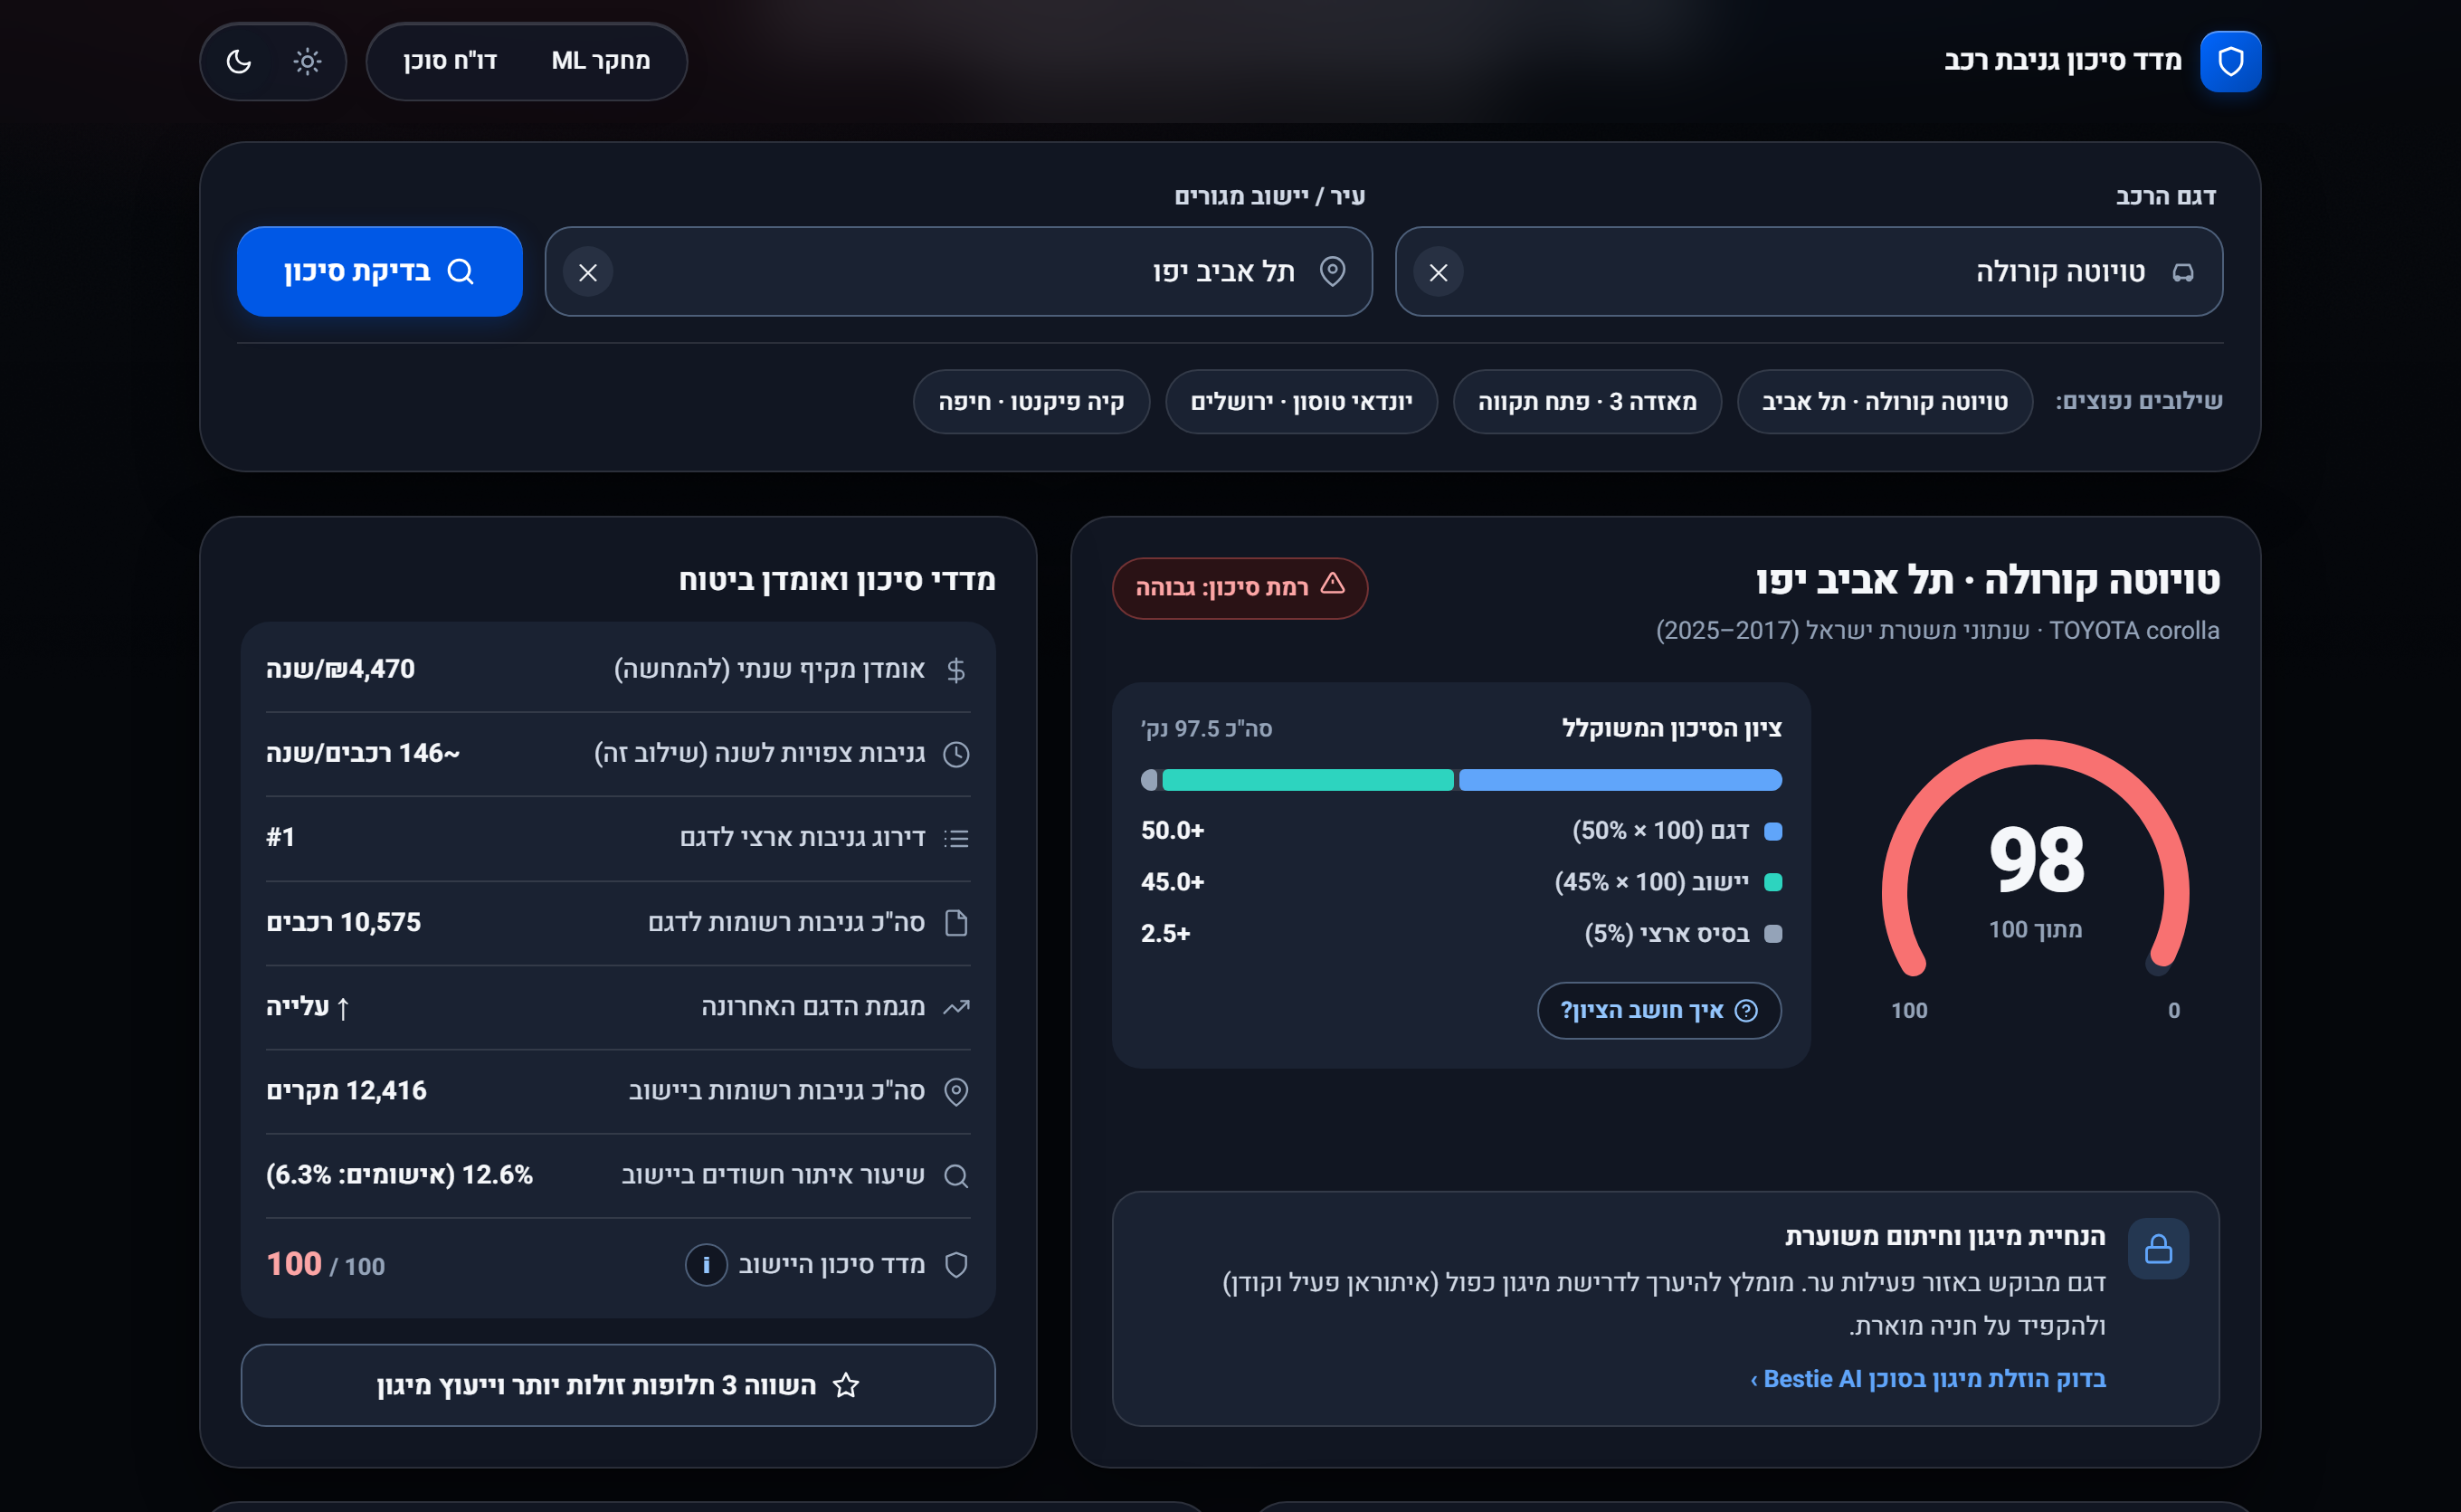 מדד סיכון גניבת רכב
מחקר ML
דו"ח סוכן
דגם הרכב
עיר / יישוב מגורים
טויוטה קורולה
תל אביב יפו
בדיקת סיכון
שילובים נפוצים:
טויוטה קורולה · תל אביב
מאזדה 3 · פתח תקווה
יונדאי טוסון · ירושלים
קיה פיקנטו · חיפה
טויוטה קורולה · תל אביב יפו
רמת סיכון: גבוהה
TOYOTA corolla · שנתוני משטרת ישראל (2017–2025)
98
מתוך 100
0
100
ציון הסיכון המשוקלל
סה"כ 97.5 נק׳
דגם (100 × 50%)
50.0+
יישוב (100 × 45%)
45.0+
בסיס ארצי (5%)
2.5+
איך חושב הציון?
הנחיית מיגון וחיתום משוערת
דגם מבוקש באזור פעילות ער. מומלץ להיערך לדרישת מיגון כפול (איתוראן פעיל וקודן)
ולהקפיד על חניה מוארת.
בדוק הוזלת מיגון בסוכן Bestie AI ›
מדדי סיכון ואומדן ביטוח
אומדן מקיף שנתי (להמחשה)
₪4,470/שנה
גניבות צפויות לשנה (שילוב זה)
~146 רכבים/שנה
דירוג גניבות ארצי לדגם
#1
סה"כ גניבות רשומות לדגם
10,575 רכבים
מגמת הדגם האחרונה
↑ עלייה
סה"כ גניבות רשומות ביישוב
12,416 מקרים
שיעור איתור חשודים ביישוב
12.6% (אישומים: 6.3%)
מדד סיכון היישוב
i
100 / 100
השווה 3 חלופות זולות יותר וייעוץ מיגון